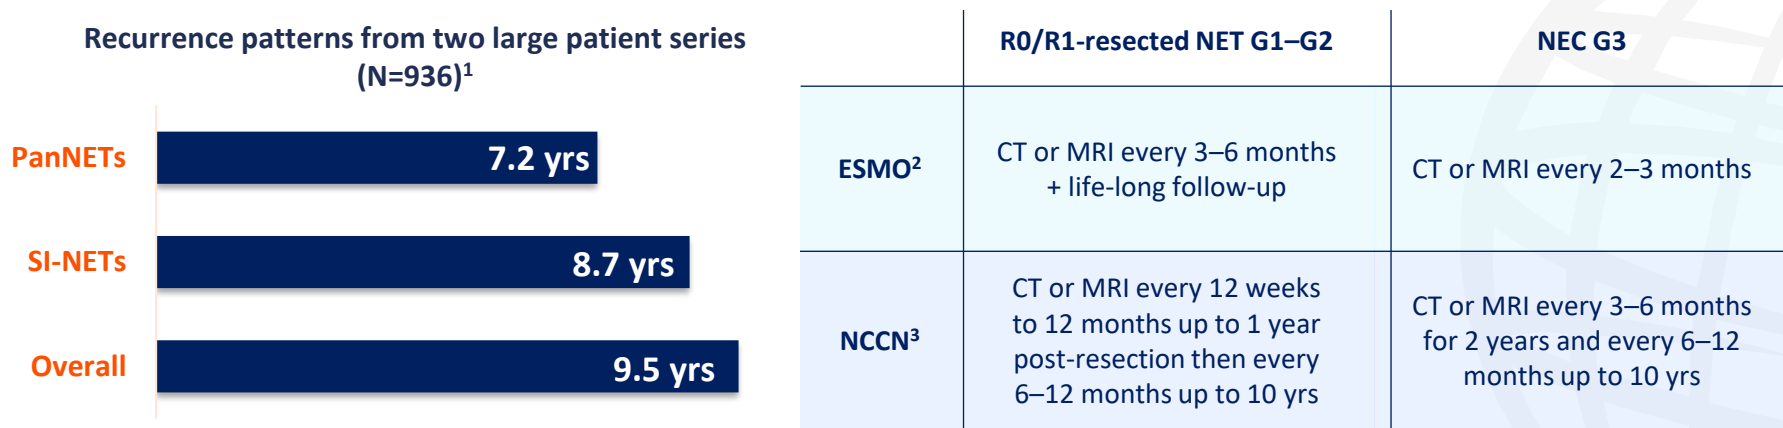 Recurrence patterns from two large patient series
(N=936)¹
PanNETs
7.2 yrs
SI-NETs
8.7 yrs
Overall
9.5 yrs
R0/R1-resected NET G1–G2
NEC G3
ESMO²
CT or MRI every 3–6 months
+ life-long follow-up
CT or MRI every 2–3 months
NCCN³
CT or MRI every 12 weeks
to 12 months up to 1 year
post-resection then every
6–12 months up to 10 yrs
CT or MRI every 3–6 months
for 2 years and every 6–12
months up to 10 yrs